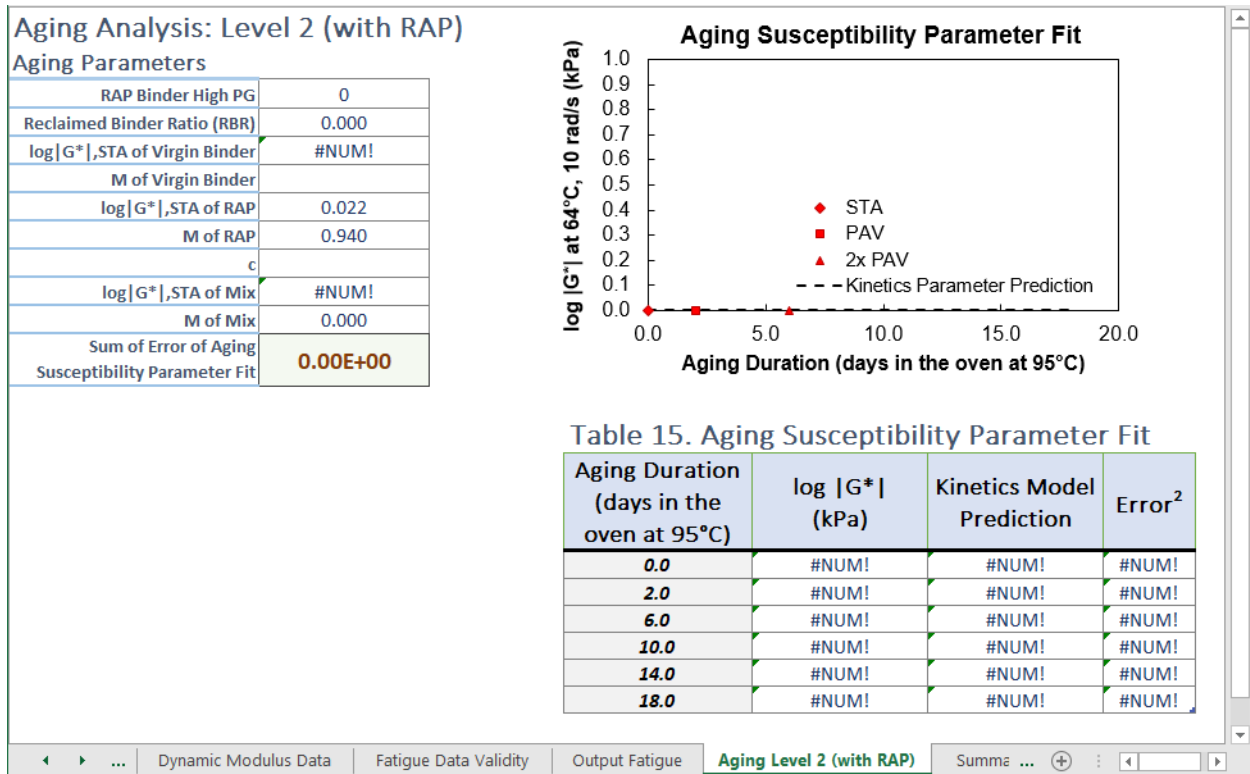 Aging Analysis: Level 2 (with RAP)
Aging Parameters
RAP Binder High PG 0
Reclaimed Binder Ratio (RBR) 0.000
log|G*|,STA of Virgin Binder #NUM!
M of Virgin Binder
log|G*|,STA of RAP 0.022
M of RAP 0.940
c
log|G*|,STA of Mix #NUM!
M of Mix 0.000
Sum of Error of Aging
Susceptibility Parameter Fit 0.00E+00
Aging Susceptibility Parameter Fit
log |G*| at 64°C, 10 rad/s (kPa)
1.0
0.9
0.8
0.7
0.6
0.5
0.4
0.3
0.2
0.1
0.0
STA
PAV
2x PAV
Kinetics Parameter Prediction
0.0 5.0 10.0 15.0 20.0
Aging Duration (days in the oven at 95°C)
Table 15. Aging Susceptibility Parameter Fit
Aging Duration
(days in the
oven at 95°C)
log |G*|
(kPa)
Kinetics Model
Prediction
Error²
0.0 #NUM! #NUM! #NUM!
2.0 #NUM! #NUM! #NUM!
6.0 #NUM! #NUM! #NUM!
10.0 #NUM! #NUM! #NUM!
14.0 #NUM! #NUM! #NUM!
18.0 #NUM! #NUM! #NUM!
... Dynamic Modulus Data Fatigue Data Validity Output Fatigue Aging Level 2 (with RAP) Summa ...